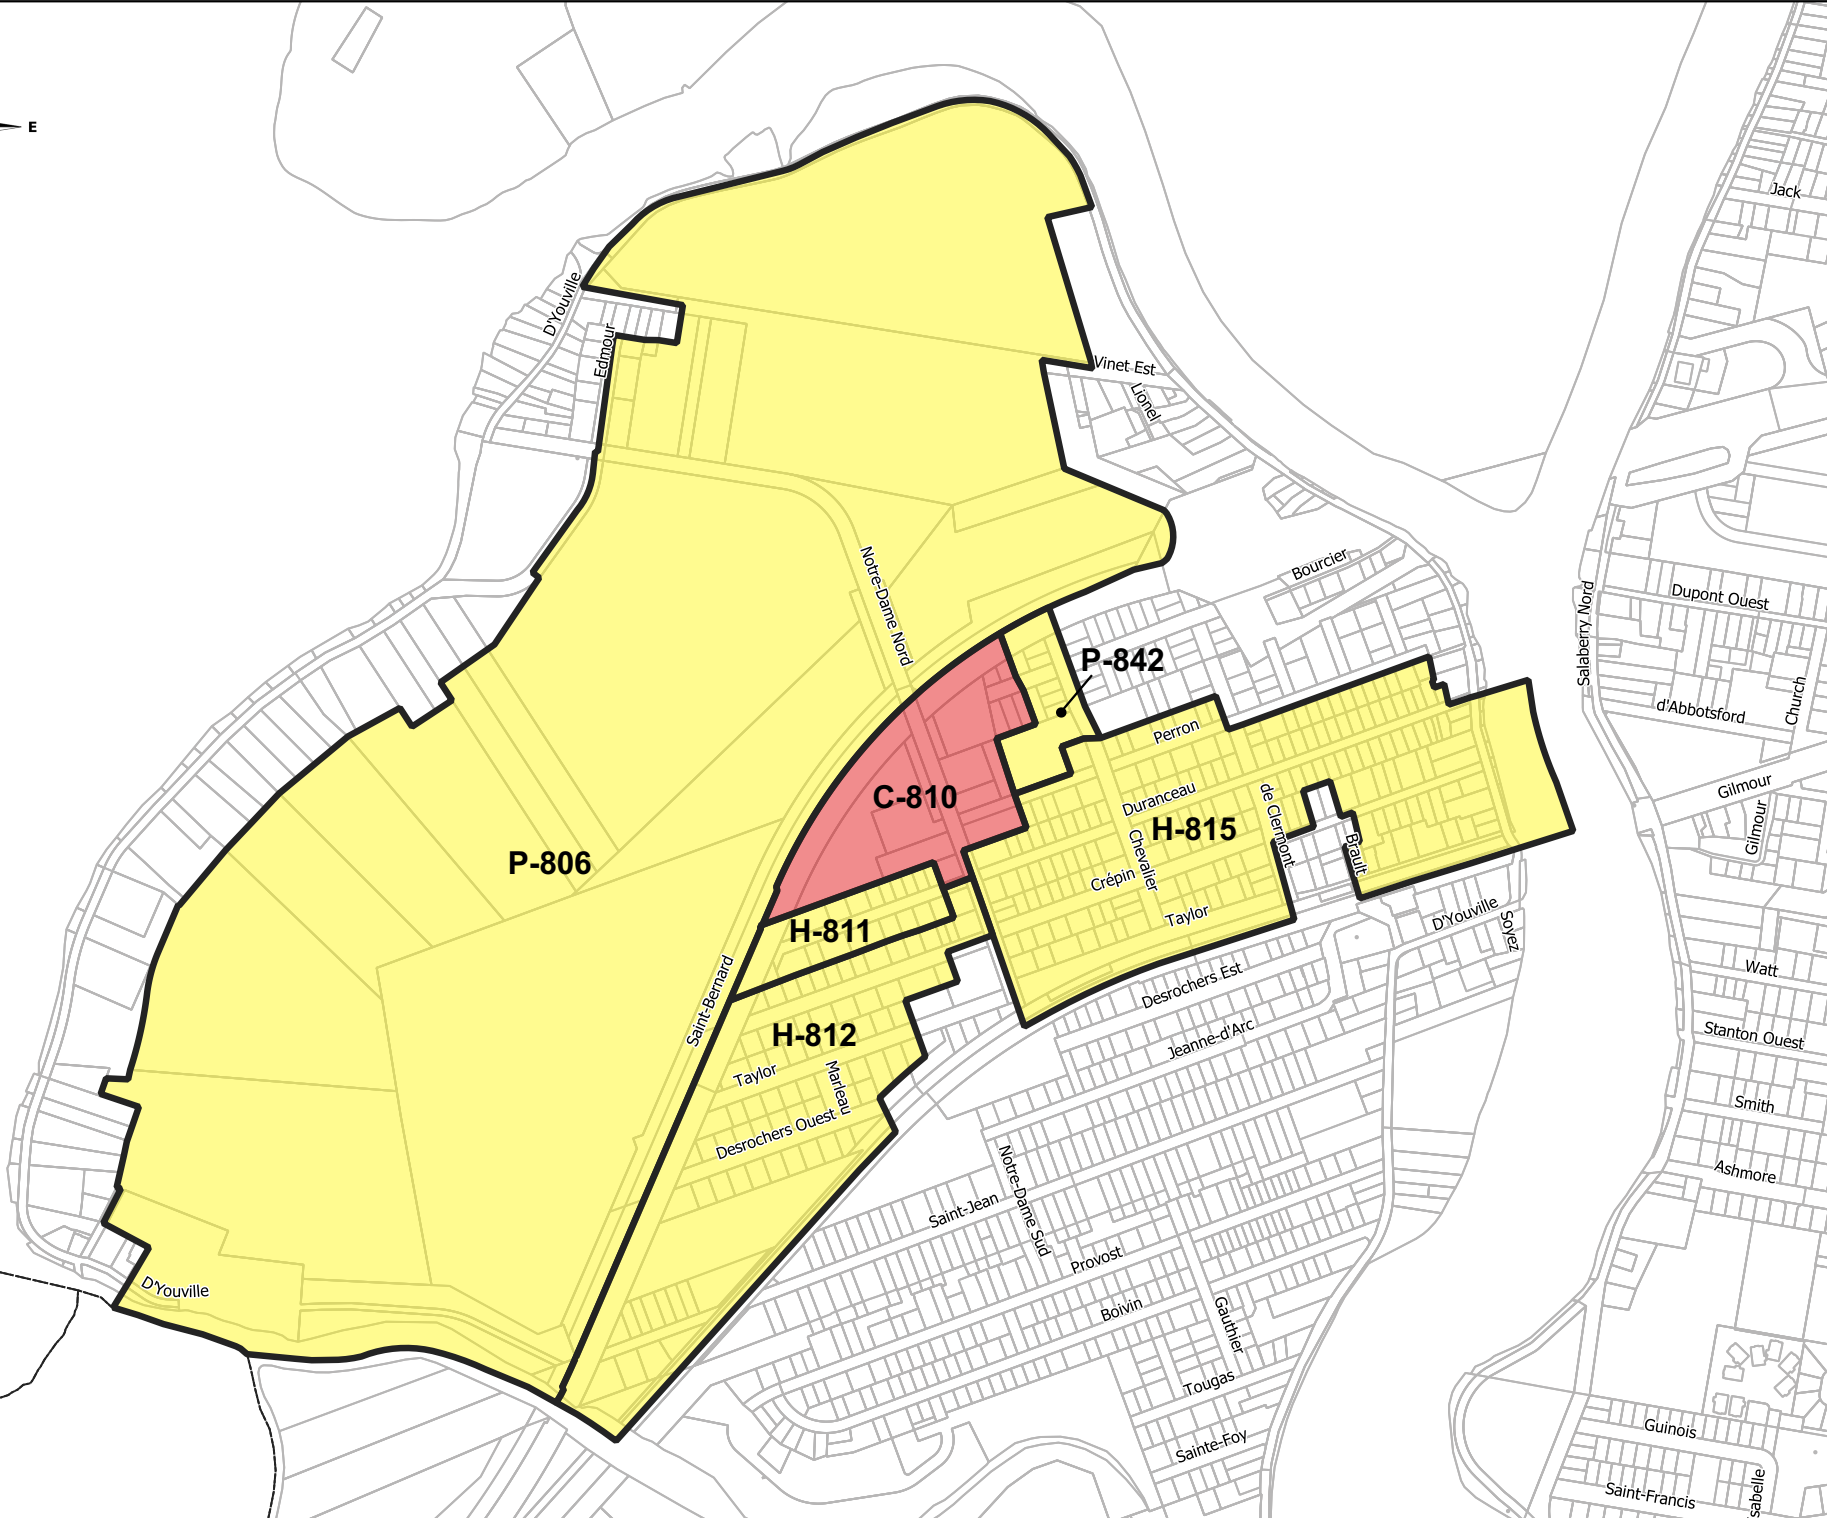 E
Jack
D'Youville
Edmour
Vinet Est
Lionel
Notre-Dame Nord
Bourcier
Salaberry Nord
Dupont Ouest
P-842
Church
d'Abbotsford
Perron
Gilmour
Gilmour
C-810
Duranceau
de Clermont
H-815
P-806
Chevalier
Brault
Crépin
Taylor
H-811
D'Youville
Soyez
Watt
Saint-Bernard
Desrochers Est
H-812
Jeanne-d'Arc
Stanton Ouest
Taylor
Marleau
Smith
Desrochers Ouest
Ashmore
Notre-Dame Sud
Saint-Jean
Provost
D'Youville
Boivin
Gauthier
Tougas
Guinois
Sainte-Foy
Saint-Francis
sabelle